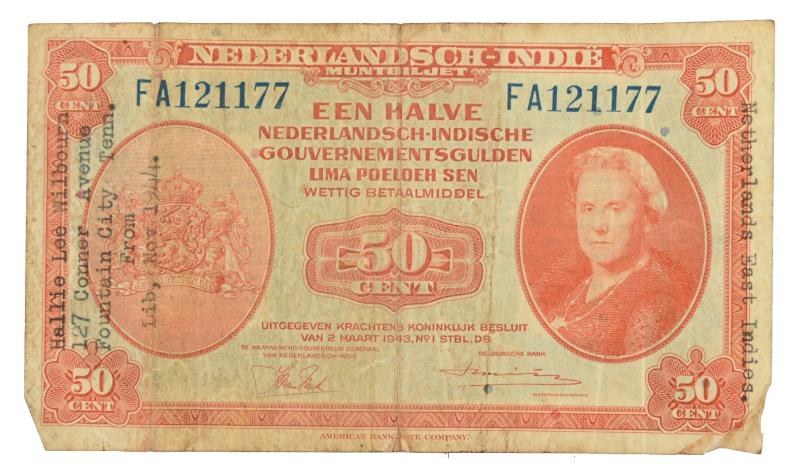 NEDERLANDSCH-INDIË
MUNTBILJET
50
CENT
50
CENT
FA121177
FA121177
EEN HALVE
NEDERLANDSCH-INDISCHE
GOUVERNEMENTSGULDEN
LIMA POELOEH SEN
WETTIG BETAALMIDDEL
50
CENT
UITGEGEVEN KRACHTENS KONINKLIJK BESLUIT
VAN 2 MAART 1943, No 1 STBL. D8
DE WAARNEMEND GOUVERNEUR GENERAAL
VAN NEDERLANDSCH-INDIË
DE JAVASCHE BANK
50
CENT
50
CENT
AMERICAN BANK NOTE COMPANY.
Hallie Lee Wilbourn
127 Conner Avenue
Fountain City, Tenn.
From
Lib, Nov 1944.
Netherlands East Indies.